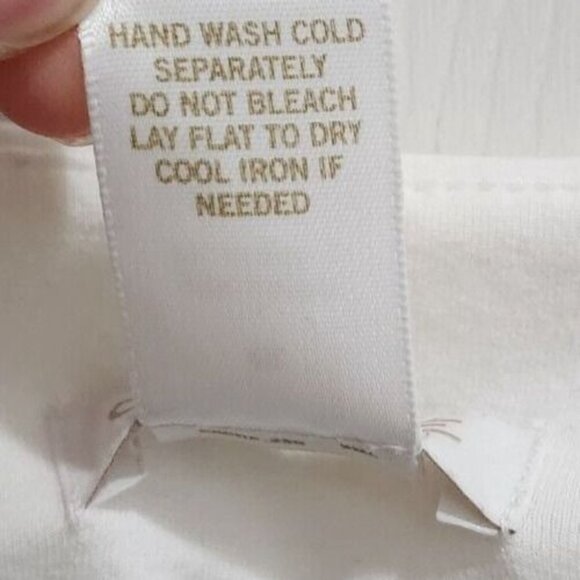 HAND WASH COLD
SEPARATELY
DO NOT BLEACH
LAY FLAT TO DRY
COOL IRON IF
NEEDED